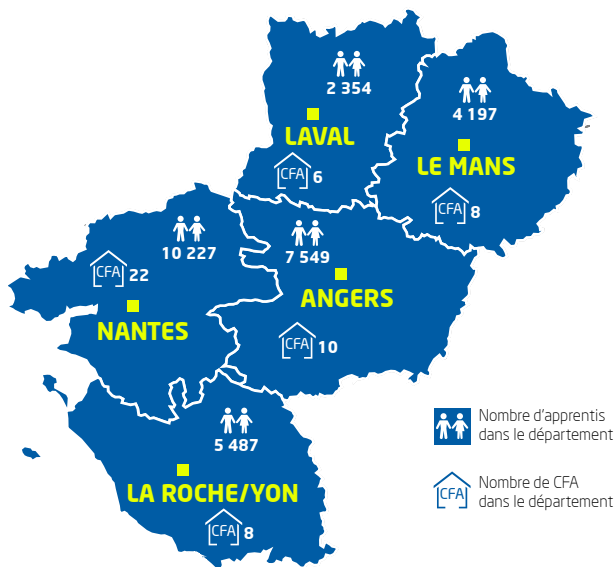 2 354
LAVAL
CFA 6
4 197
LE MANS
CFA 8
10 227
CFA 22
NANTES
7 549
ANGERS
CFA 10
5 487
LA ROCHE/YON
CFA 8
Nombre d'apprentis
dans le département
CFA
Nombre de CFA
dans le département